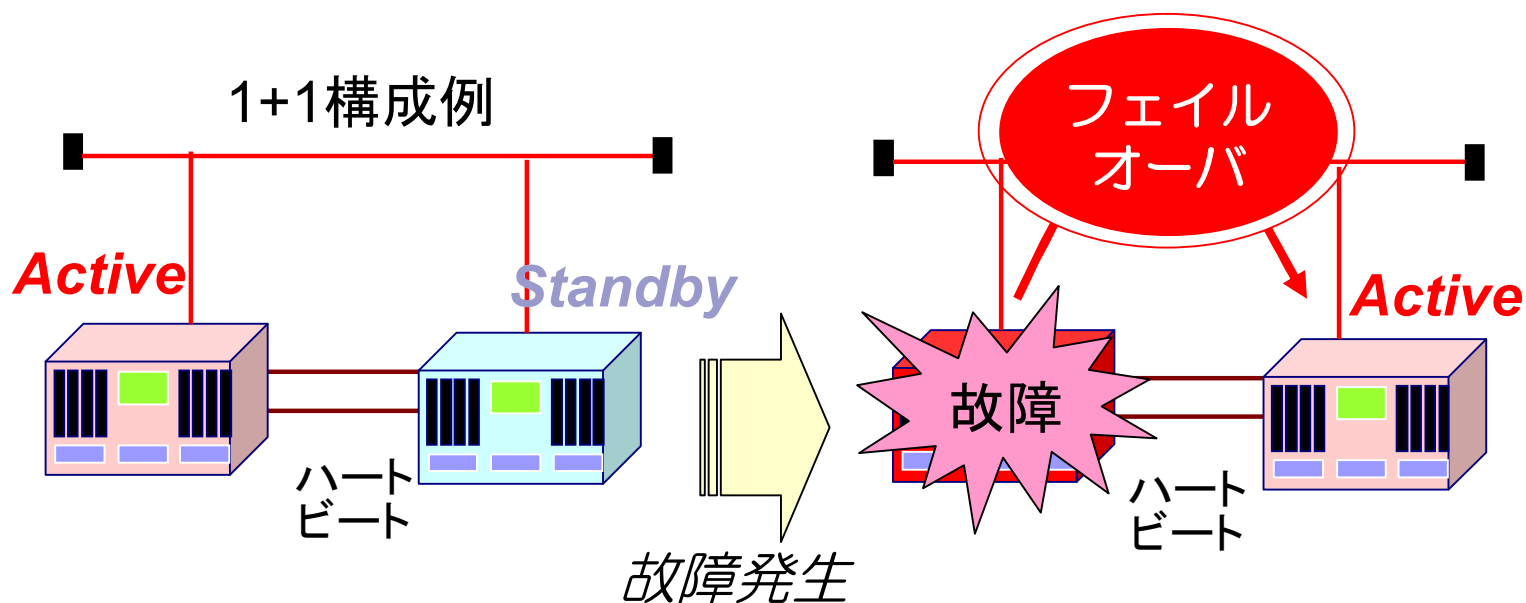 1+1構成例
Active
Standby
ハート
ビート
故障発生
フェイル
オーバ
Active
故障
ハート
ビート